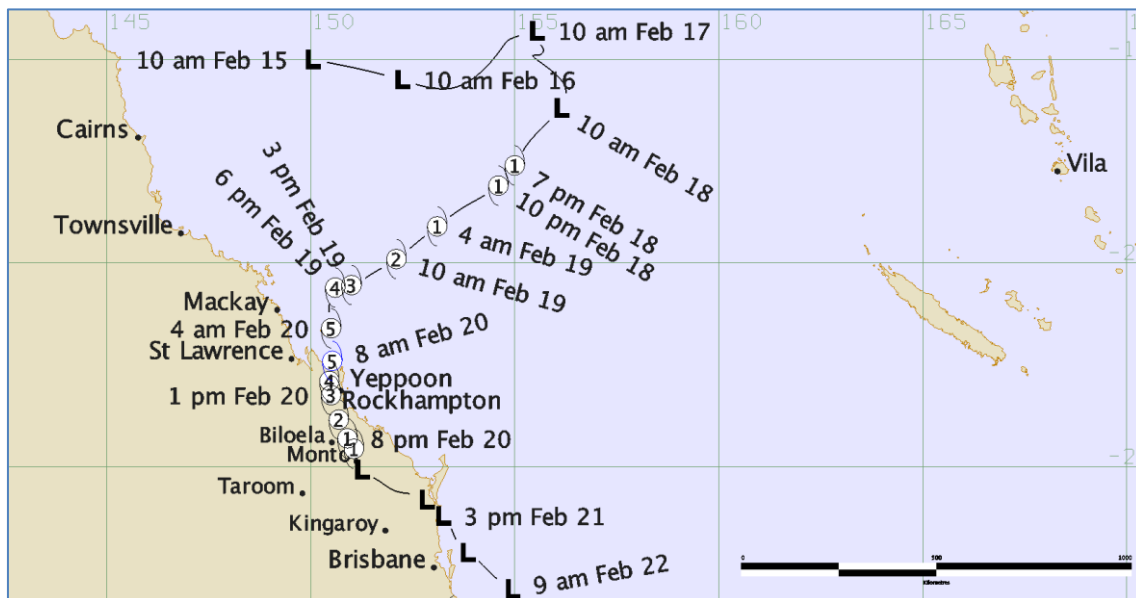 145 150 155 160 165
10 am Feb 17
10 am Feb 15 L L
L 10 am Feb 16
-1
L
10 am Feb 18
Cairns
Vila
1
7 pm Feb 18
1
10 pm Feb 18
Townsville
1
4 am Feb 19
3 pm Feb 19
6 pm Feb 19
2
10 am Feb 19
-2
4 3
Mackay
4 am Feb 20 5
St Lawrence
5 8 am Feb 20
4 Yeppoon
1 pm Feb 20 3 Rockhampton
2
Biloela 1 8 pm Feb 20
Monto 1
L
-2
Taroom
L
L 3 pm Feb 21
Kingaroy
L
Brisbane
L 9 am Feb 22
0 500 1000
Kilometres